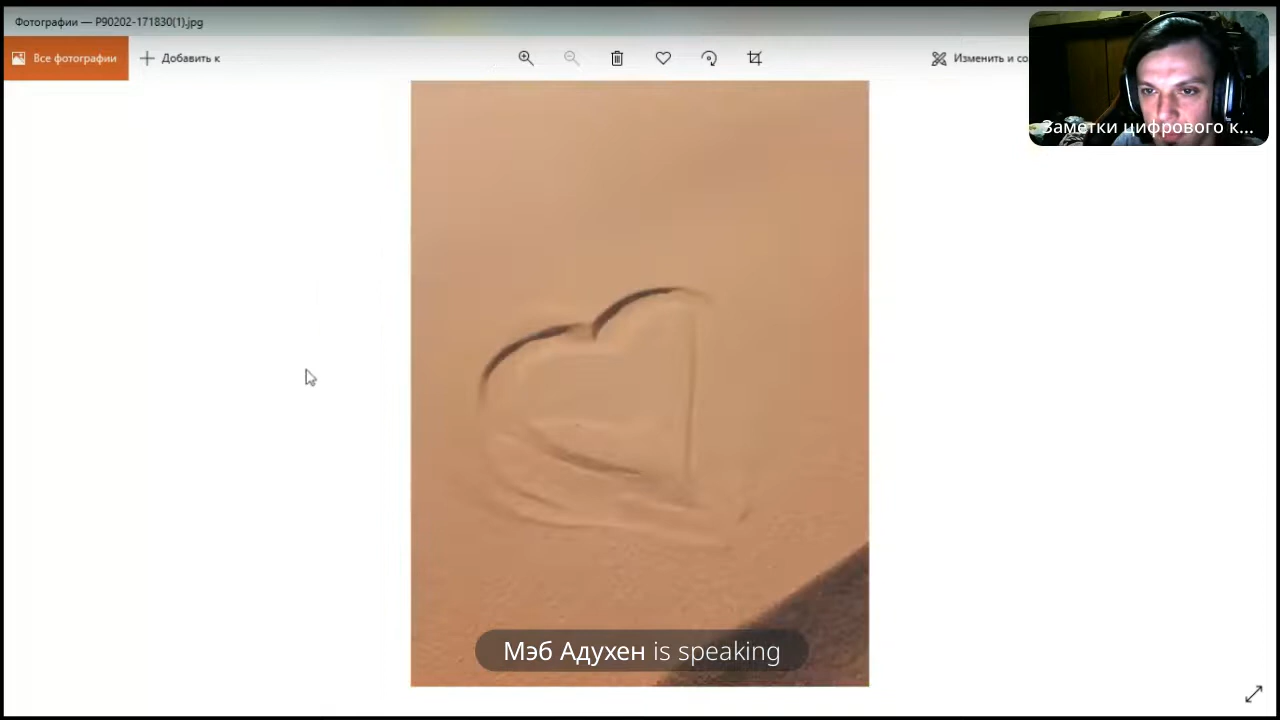 Фотографии — P90202-171830(1).jpg
Все фотографии
Добавить к
Изменить и со
Заметки цифрового к...
Мэб Адухен is speaking